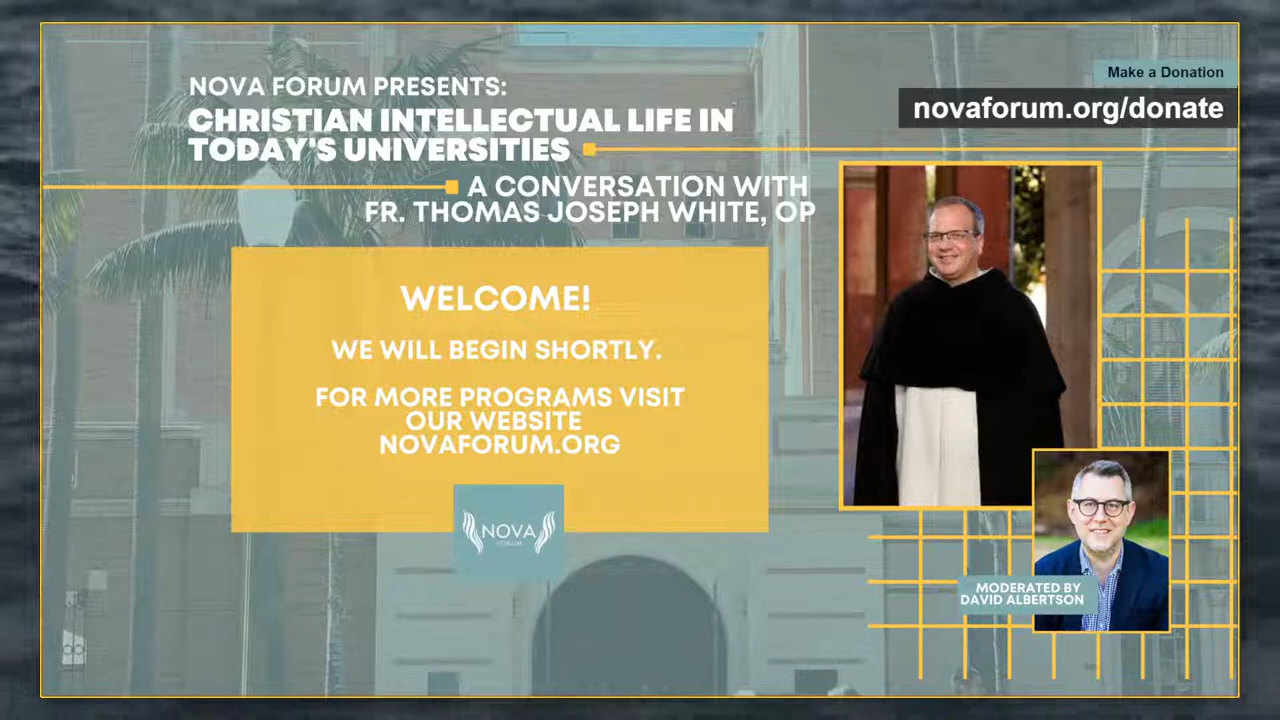 NOVA FORUM PRESENTS:
CHRISTIAN INTELLECTUAL LIFE IN
TODAY'S UNIVERSITIES
A CONVERSATION WITH
FR. THOMAS JOSEPH WHITE, OP
Make a Donation
novaforum.org/donate
WELCOME!
WE WILL BEGIN SHORTLY.
FOR MORE PROGRAMS VISIT
OUR WEBSITE
NOVAFORUM.ORG
NOVA
MODERATED BY
DAVID ALBERTSON